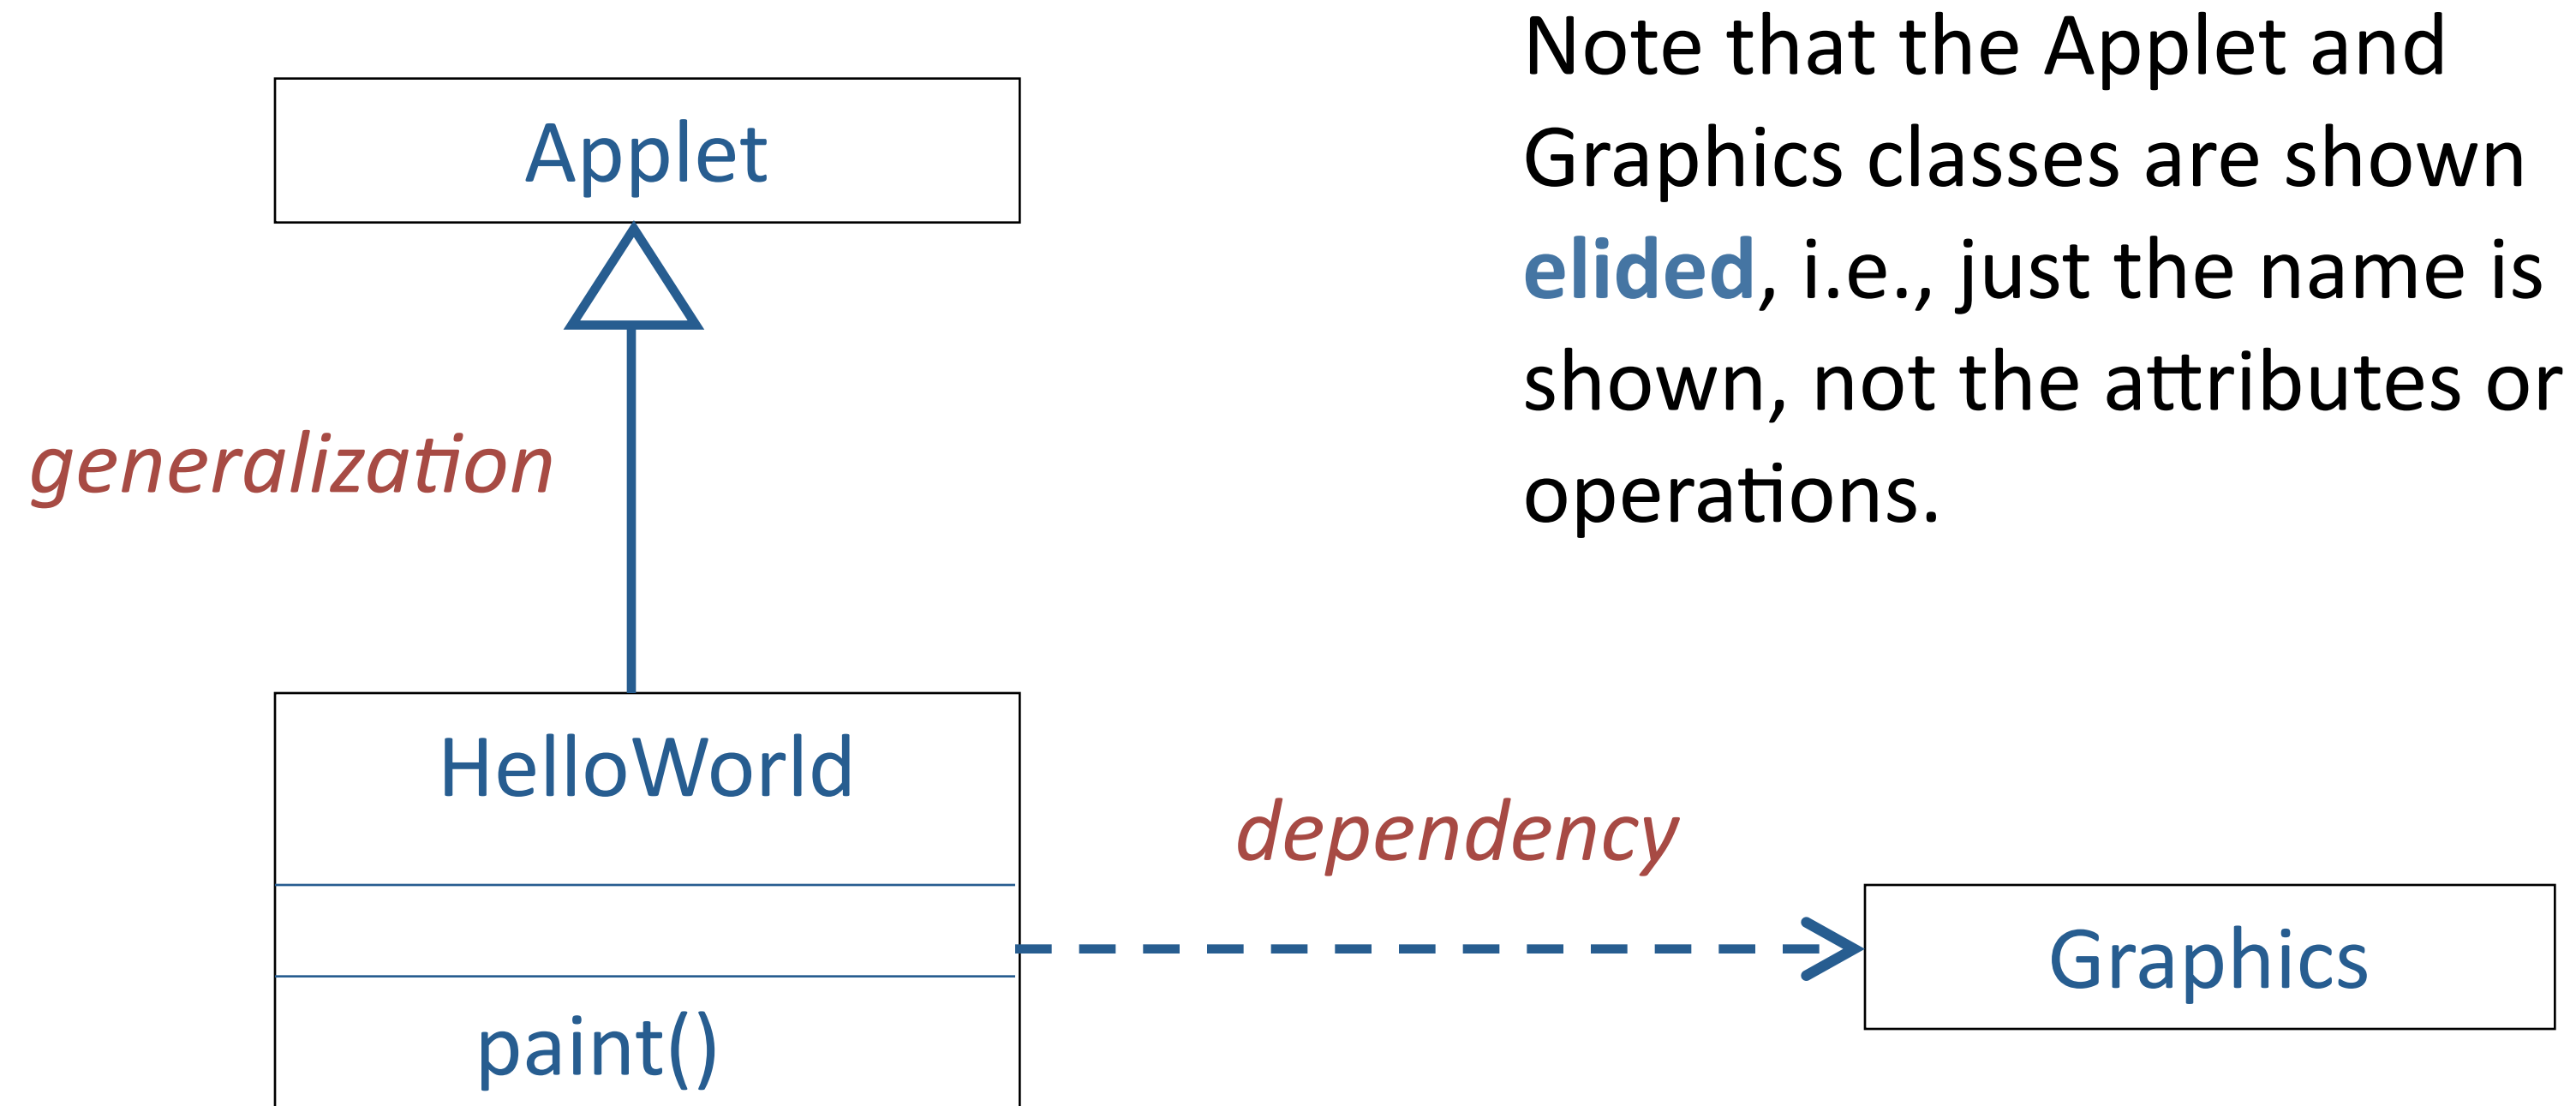 Applet
Note that the Applet and
Graphics classes are shown
elided, i.e., just the name is
shown, not the attributes or
operations.
generalization
HelloWorld
dependency
Graphics
paint()